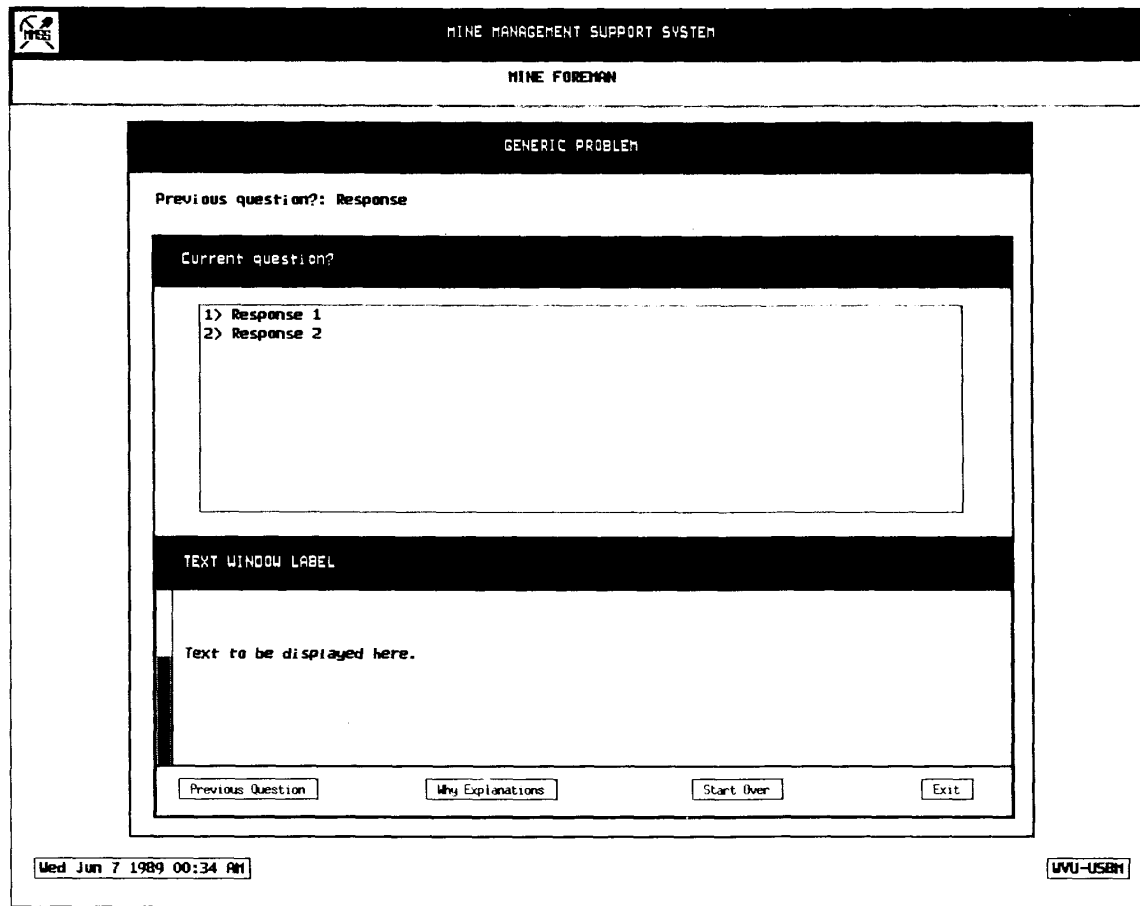 MMSS
MINE MANAGEMENT SUPPORT SYSTEM
MINE FOREMAN
GENERIC PROBLEM
Previous question?: Response
Current question?
1> Response 1
2> Response 2
TEXT WINDOW LABEL
Text to be displayed here.
Previous Question Why Explanations Start Over Exit
Wed Jun 7 1989 00:34 AM WVU-USBM